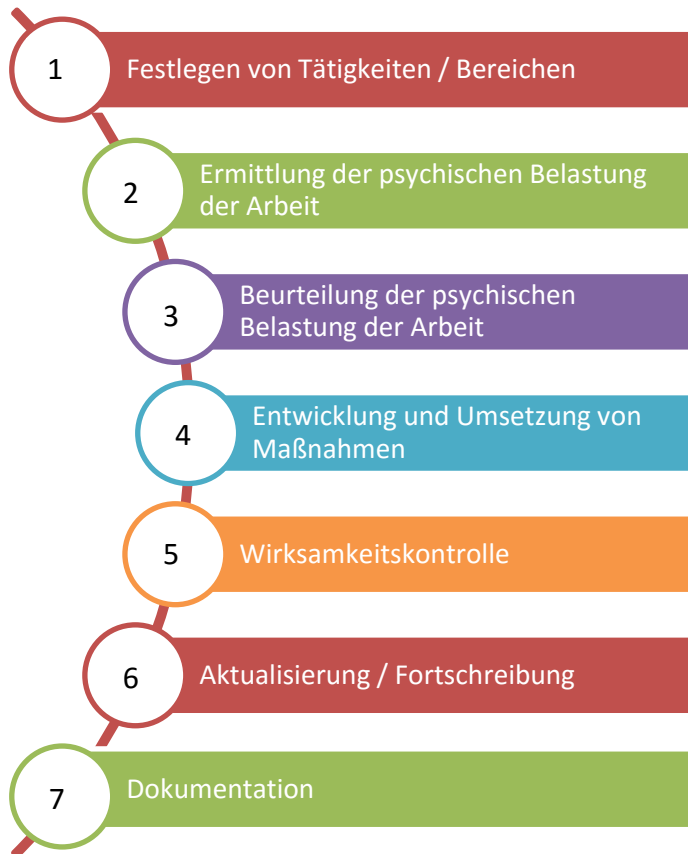 1 Festlegen von Tätigkeiten / Bereichen
2 Ermittlung der psychischen Belastung
der Arbeit
3 Beurteilung der psychischen
Belastung der Arbeit
4 Entwicklung und Umsetzung von
Maßnahmen
5 Wirksamkeitskontrolle
6 Aktualisierung / Fortschreibung
7 Dokumentation